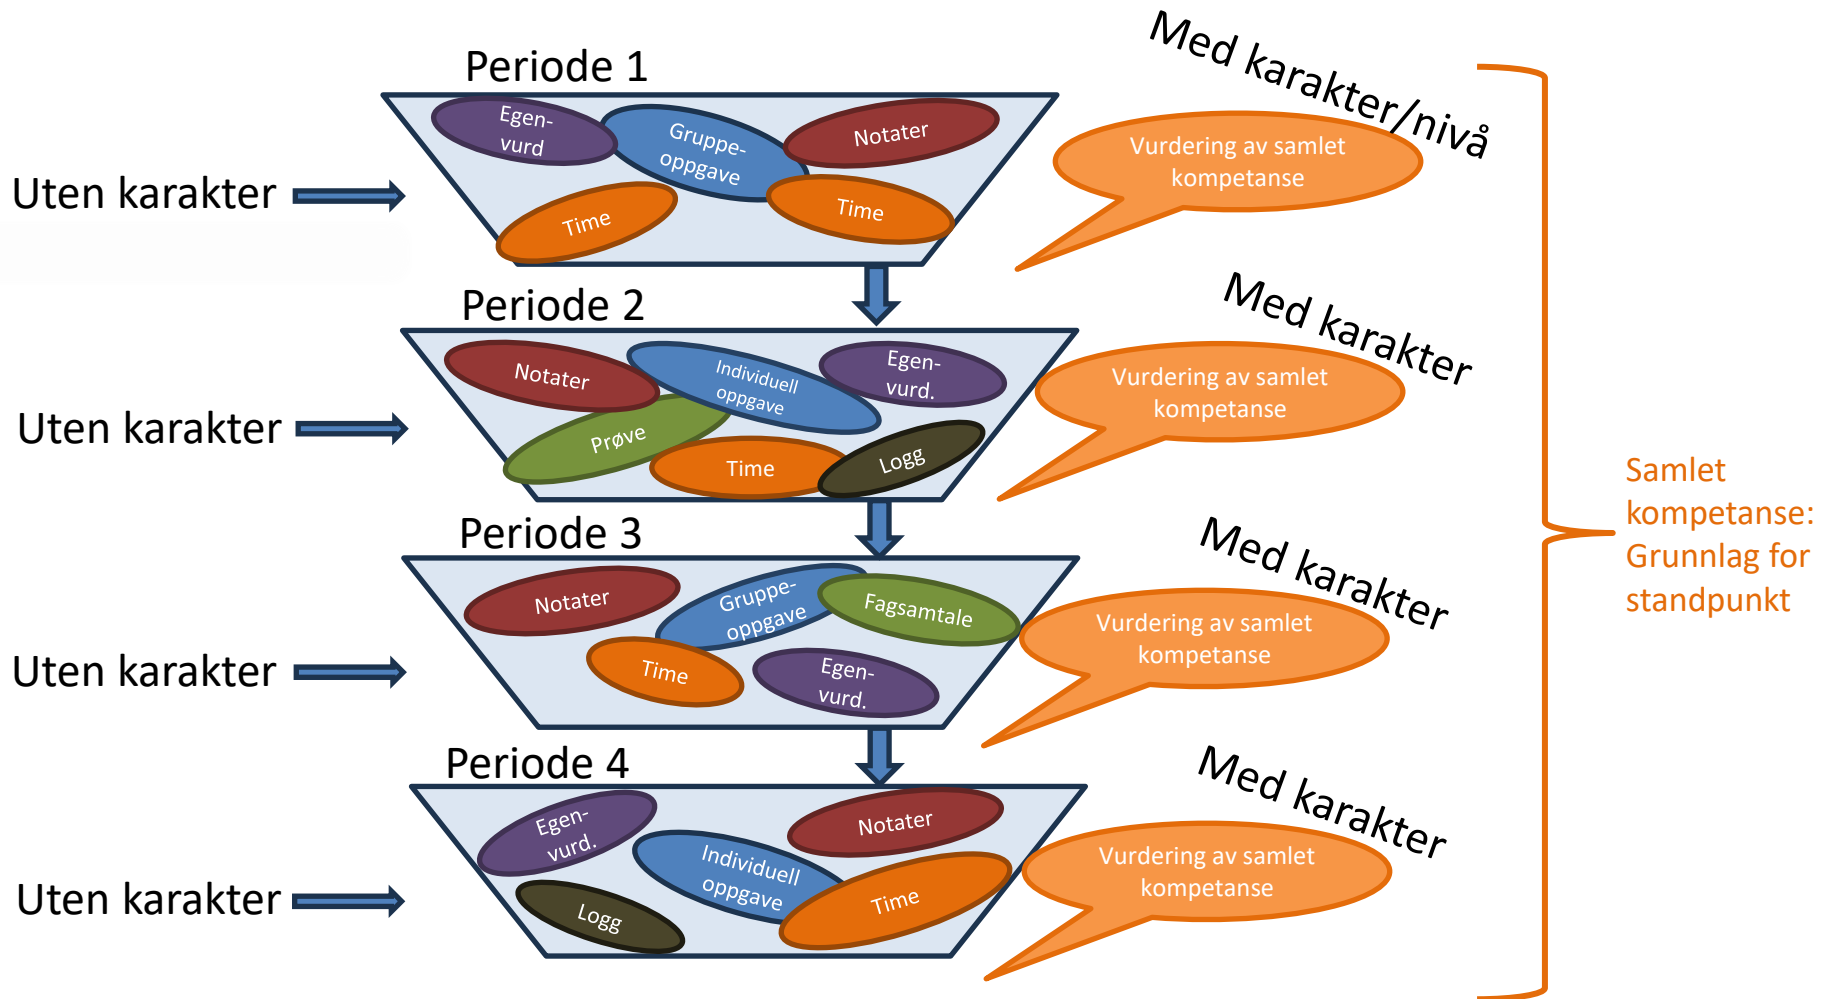 Periode 1
Med karakter/nivå
Egen-
vurd
Gruppe-
oppgave
Notater
Time
Time
Uten karakter
Vurdering av samlet
kompetanse
Periode 2
Med karakter
Notater
Individuell
oppgave
Egen-
vurd.
Prøve
Time
Logg
Uten karakter
Vurdering av samlet
kompetanse
Periode 3
Med karakter
Notater
Gruppe-
oppgave
Fagsamtale
Time
Egen-
vurd.
Uten karakter
Vurdering av samlet
kompetanse
Periode 4
Med karakter
Egen-
vurd.
Notater
Individuell
oppgave
Time
Logg
Uten karakter
Vurdering av samlet
kompetanse
Samlet
kompetanse:
Grunnlag for
standpunkt